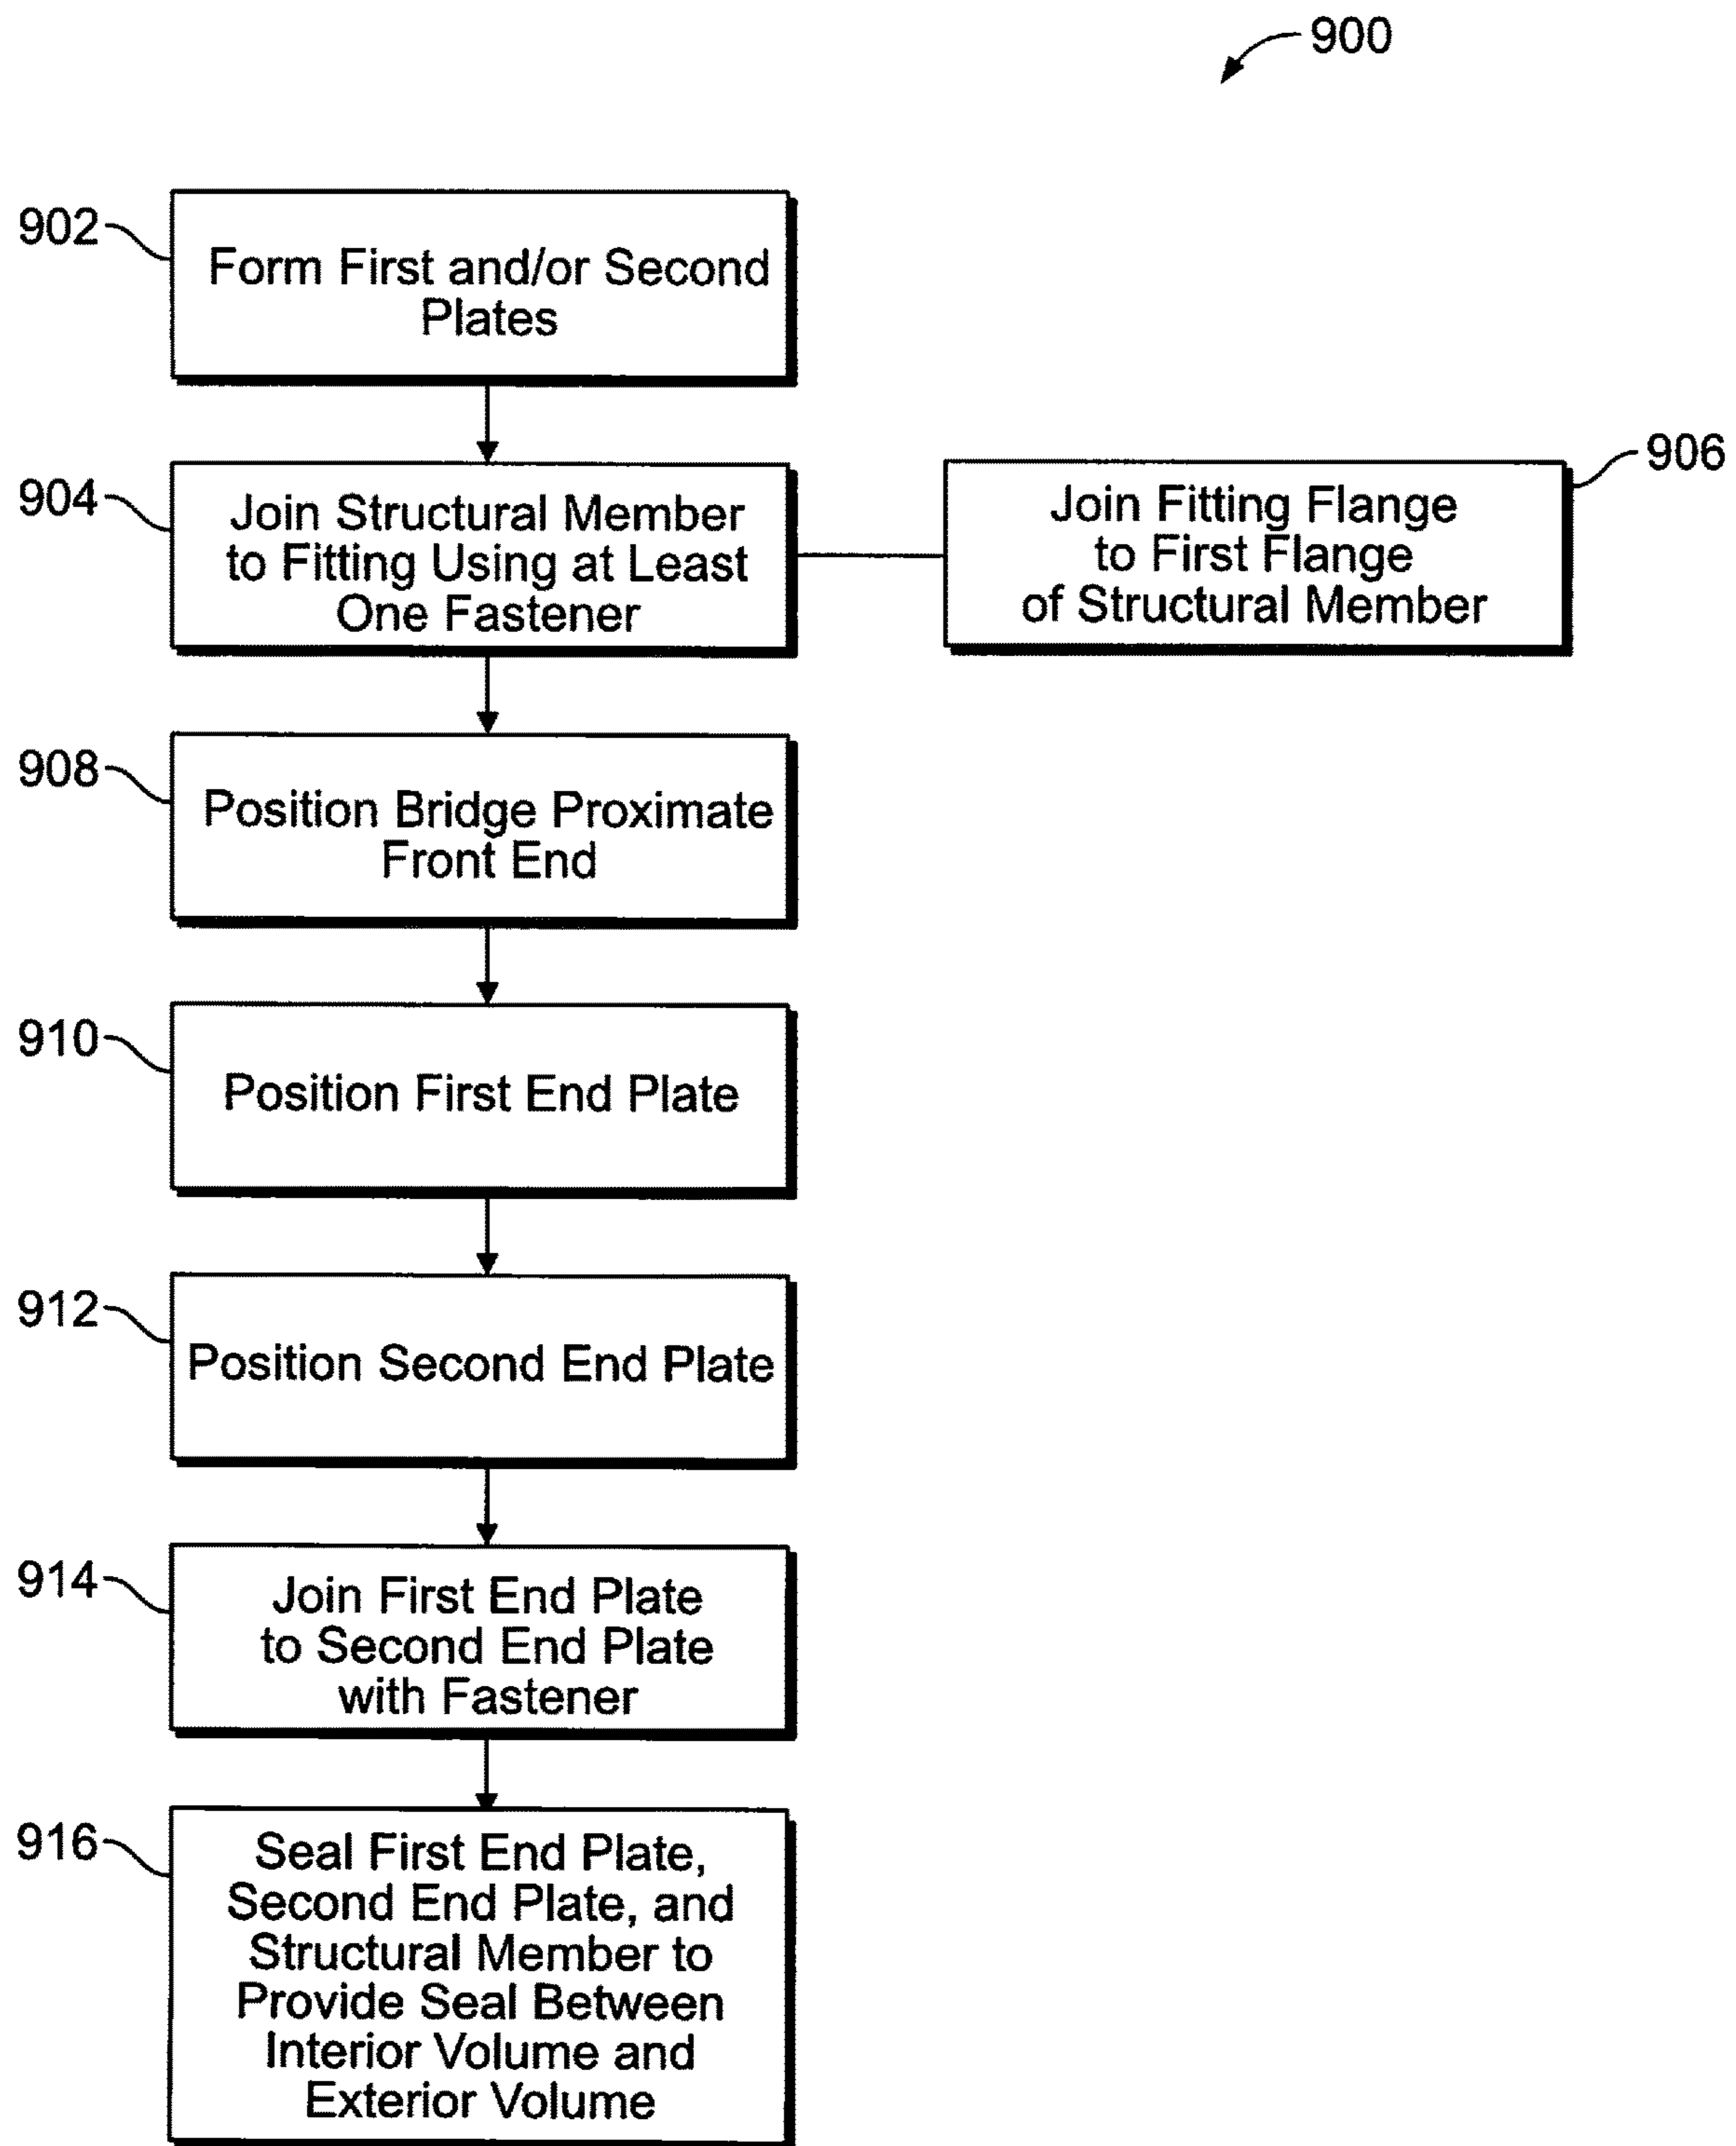 900
902
Form First and/or Second
Plates
904
Join Structural Member
to Fitting Using at Least
One Fastener
906
Join Fitting Flange
to First Flange
of Structural Member
908
Position Bridge Proximate
Front End
910
Position First End Plate
912
Position Second End Plate
914
Join First End Plate
to Second End Plate
with Fastener
916
Seal First End Plate,
Second End Plate, and
Structural Member to
Provide Seal Between
Interior Volume and
Exterior Volume